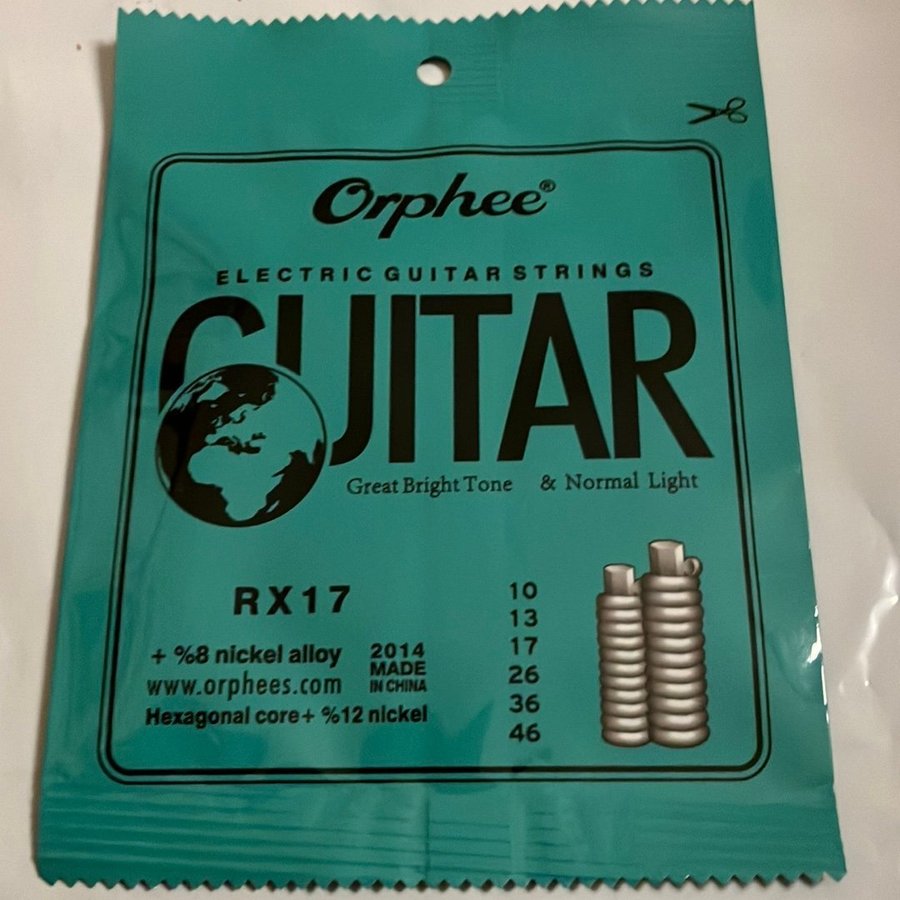 Orphee®
ELECTRIC GUITAR STRINGS
GUITAR
Great Bright Tone & Normal Light
RX17
+ %8 nickel alloy
www.orphees.com
Hexagonal core+ %12 nickel
2014
MADE
IN CHINA
10
13
17
26
36
46